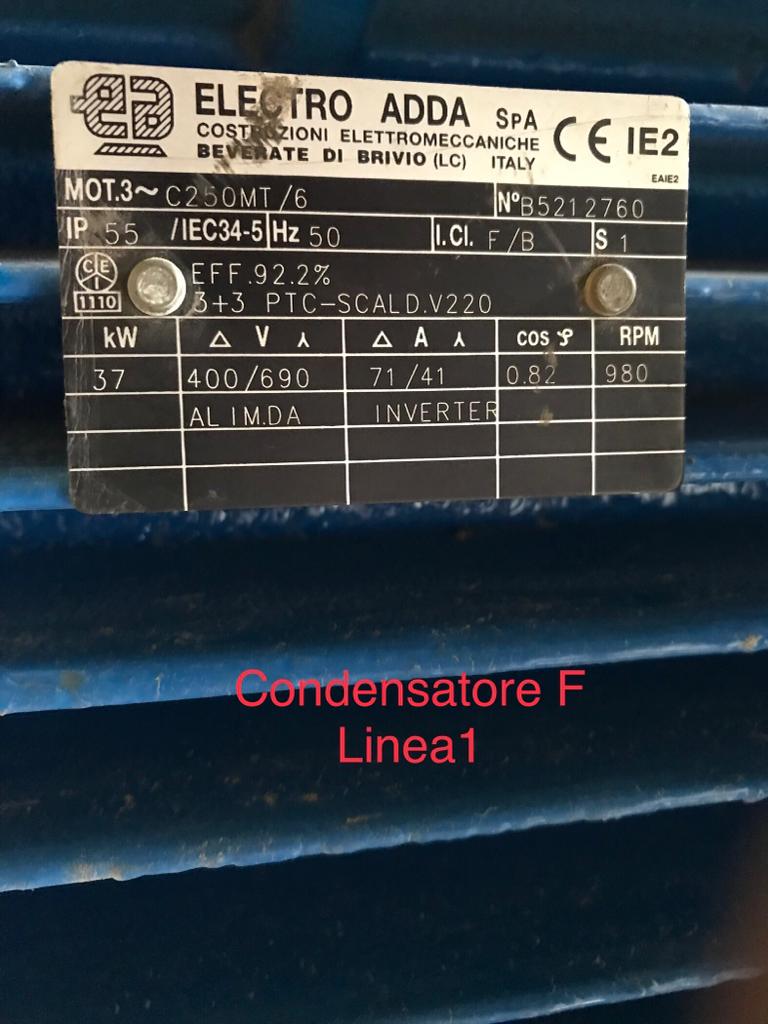 ea ELECTRO ADDA SpA
COSTRUZIONI ELETTROMECCANICHE
BEVERATE DI BRIVIO (LC) ITALY
CE IE2
EAIE2
MOT.3~ C250MT/6 N°B5212760
IP 55 /IEC34-5 Hz 50 I.Cl. F/B S 1
CEI
1110
EFF.92.2%
3+3 PTC-SCALD.V220
kW △ V ⅄ △ A ⅄ cos φ RPM
37 400/690 71/41 0.82 980
ALIM.DA INVERTER
Condensatore F
Linea1